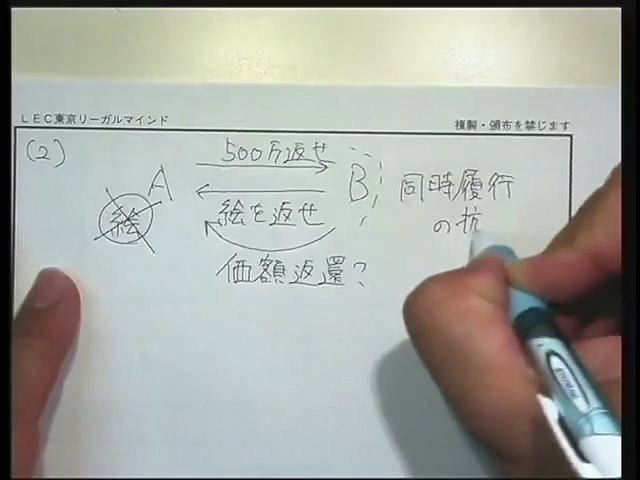 LEC東京リーガルマインド
複製・頒布を禁じます
(2)
500万返せ
A
B
絵
絵を返せ
価額返還?
同時履行
の抗